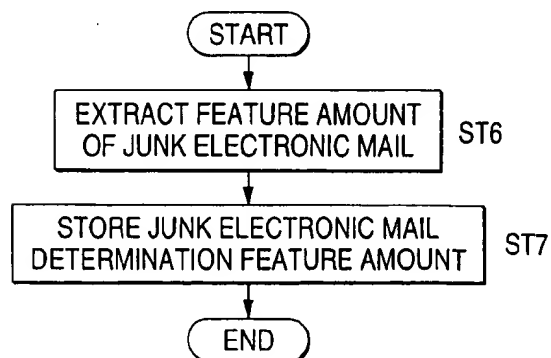 START
EXTRACT FEATURE AMOUNT
OF JUNK ELECTRONIC MAIL
ST6
STORE JUNK ELECTRONIC MAIL
DETERMINATION FEATURE AMOUNT
ST7
END